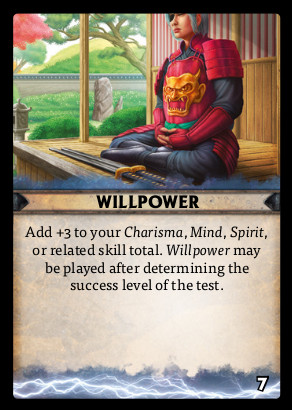 WILLPOWER
Add +3 to your Charisma, Mind, Spirit,
or related skill total. Willpower may
be played after determining the
success level of the test.
7